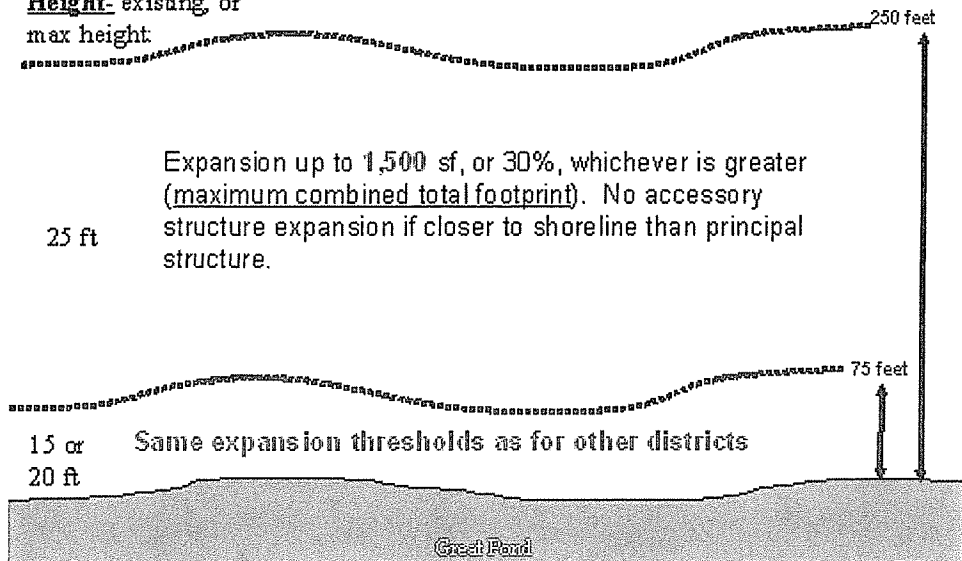 Height- existing, or
max height:
250 feet
Expansion up to 1,500 sf, or 30%, whichever is greater
(maximum combined total footprint). No accessory
structure expansion if closer to shoreline than principal
structure.
25 ft
75 feet
15 or
20 ft
Same expansion thresholds as for other districts
Great Pond